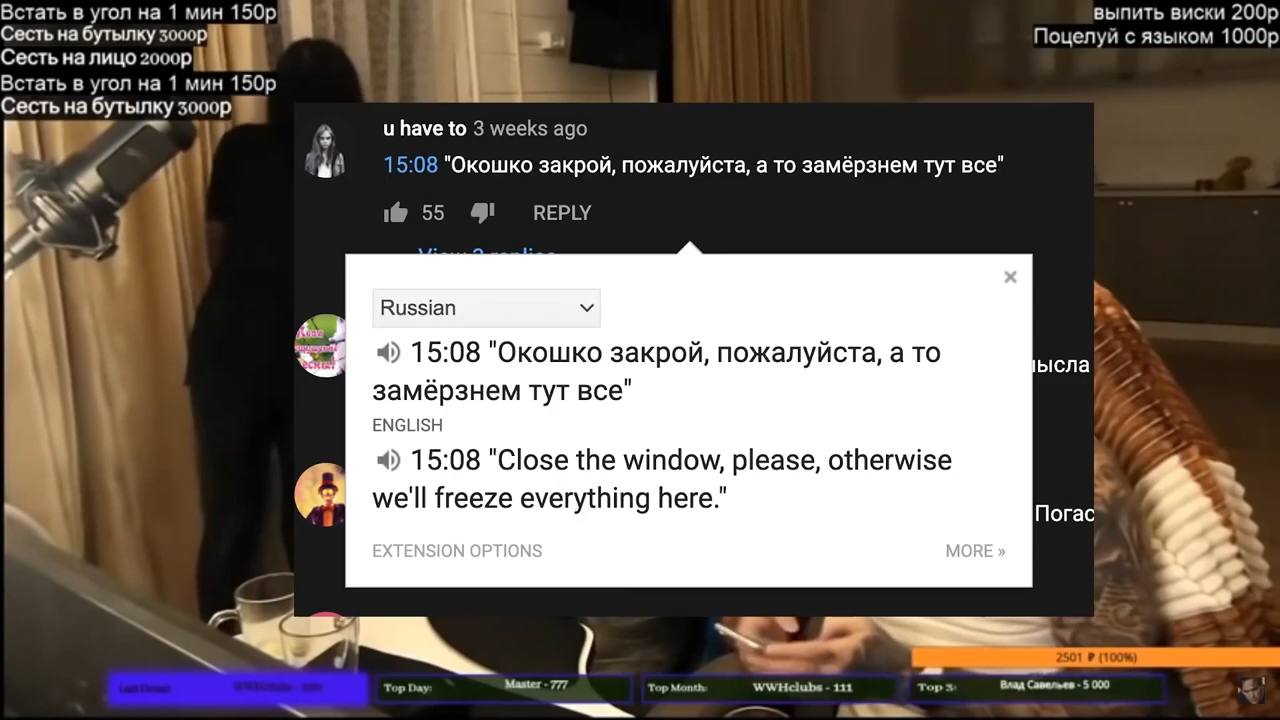 Встать в угол на 1 мин 150р
Сесть на бутылку 3000р
Сесть на лицо 2000р
Встать в угол на 1 мин 150р
Сесть на бутылку 3000р
выпить виски 200р
Поцелуй с языком 1000р
u have to 3 weeks ago
15:08 "Окошко закрой, пожалуйста, а то замёрзнем тут все"
55 REPLY
Russian
15:08 "Окошко закрой, пожалуйста, а то
замёрзнем тут все"
ENGLISH
15:08 "Close the window, please, otherwise
we'll freeze everything here."
EXTENSION OPTIONS MORE »
2501 ₽ (100%)
Top Day: Master - 777
Top Month: WWHclubs - 111
Top 3: Влад Савельев - 5 000